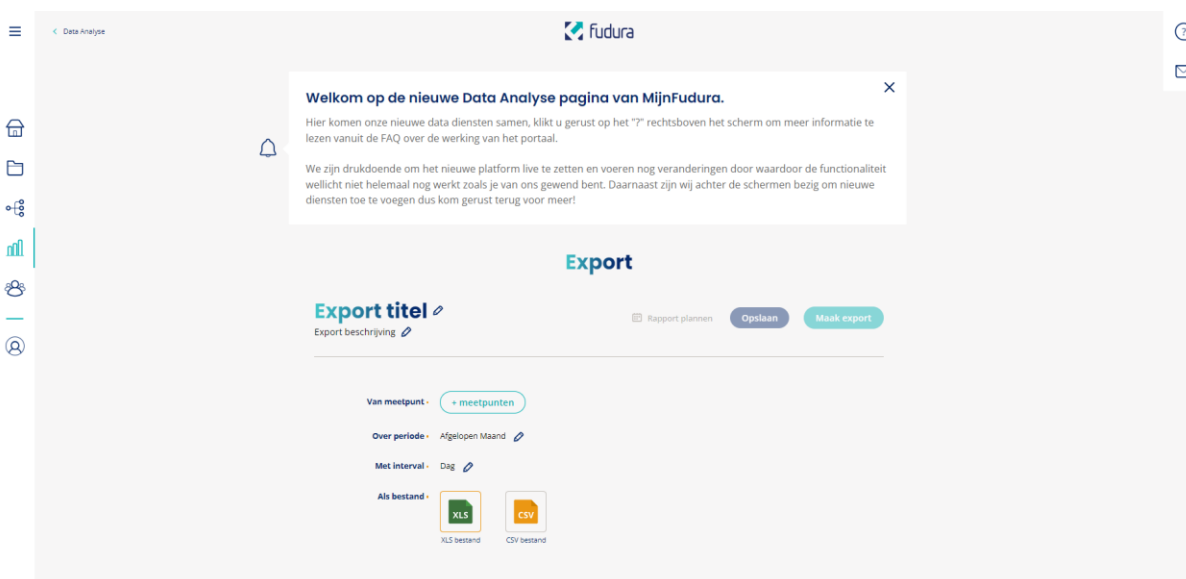 Data Analyse
fudura
?
Welkom op de nieuwe Data Analyse pagina van MijnFudura.
Hier komen onze nieuwe data diensten samen, klikt u gerust op het "?" rechtsboven het scherm om meer informatie te
lezen vanuit de FAQ over de werking van het portaal.
We zijn drukdoende om het nieuwe platform live te zetten en voeren nog veranderingen door waardoor de functionaliteit
wellicht niet helemaal nog werkt zoals je van ons gewend bent. Daarnaast zijn wij achter de schermen bezig om nieuwe
diensten toe te voegen dus kom gerust terug voor meer!
Export
Export titel
Rapport plannen
Opslaan
Maak export
Export beschrijving
Van meetpunt
+ meetpunten
Over periode
Afgelopen Maand
Met interval
Dag
Als bestand
XLS
CSV
XLS bestand
CSV bestand